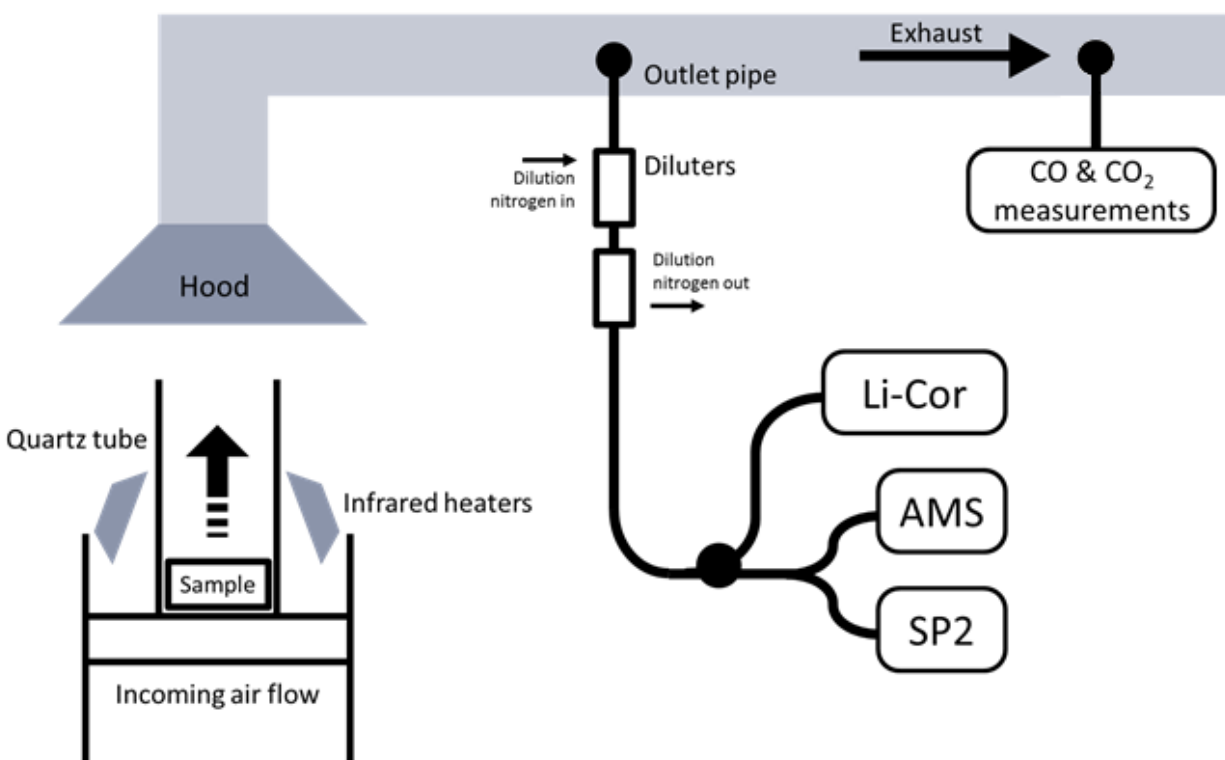 Exhaust
Outlet pipe
CO & CO₂
measurements
Diluters
Dilution
nitrogen in
Dilution
nitrogen out
Hood
Li-Cor
Quartz tube
Infrared heaters
AMS
Sample
SP2
Incoming air flow